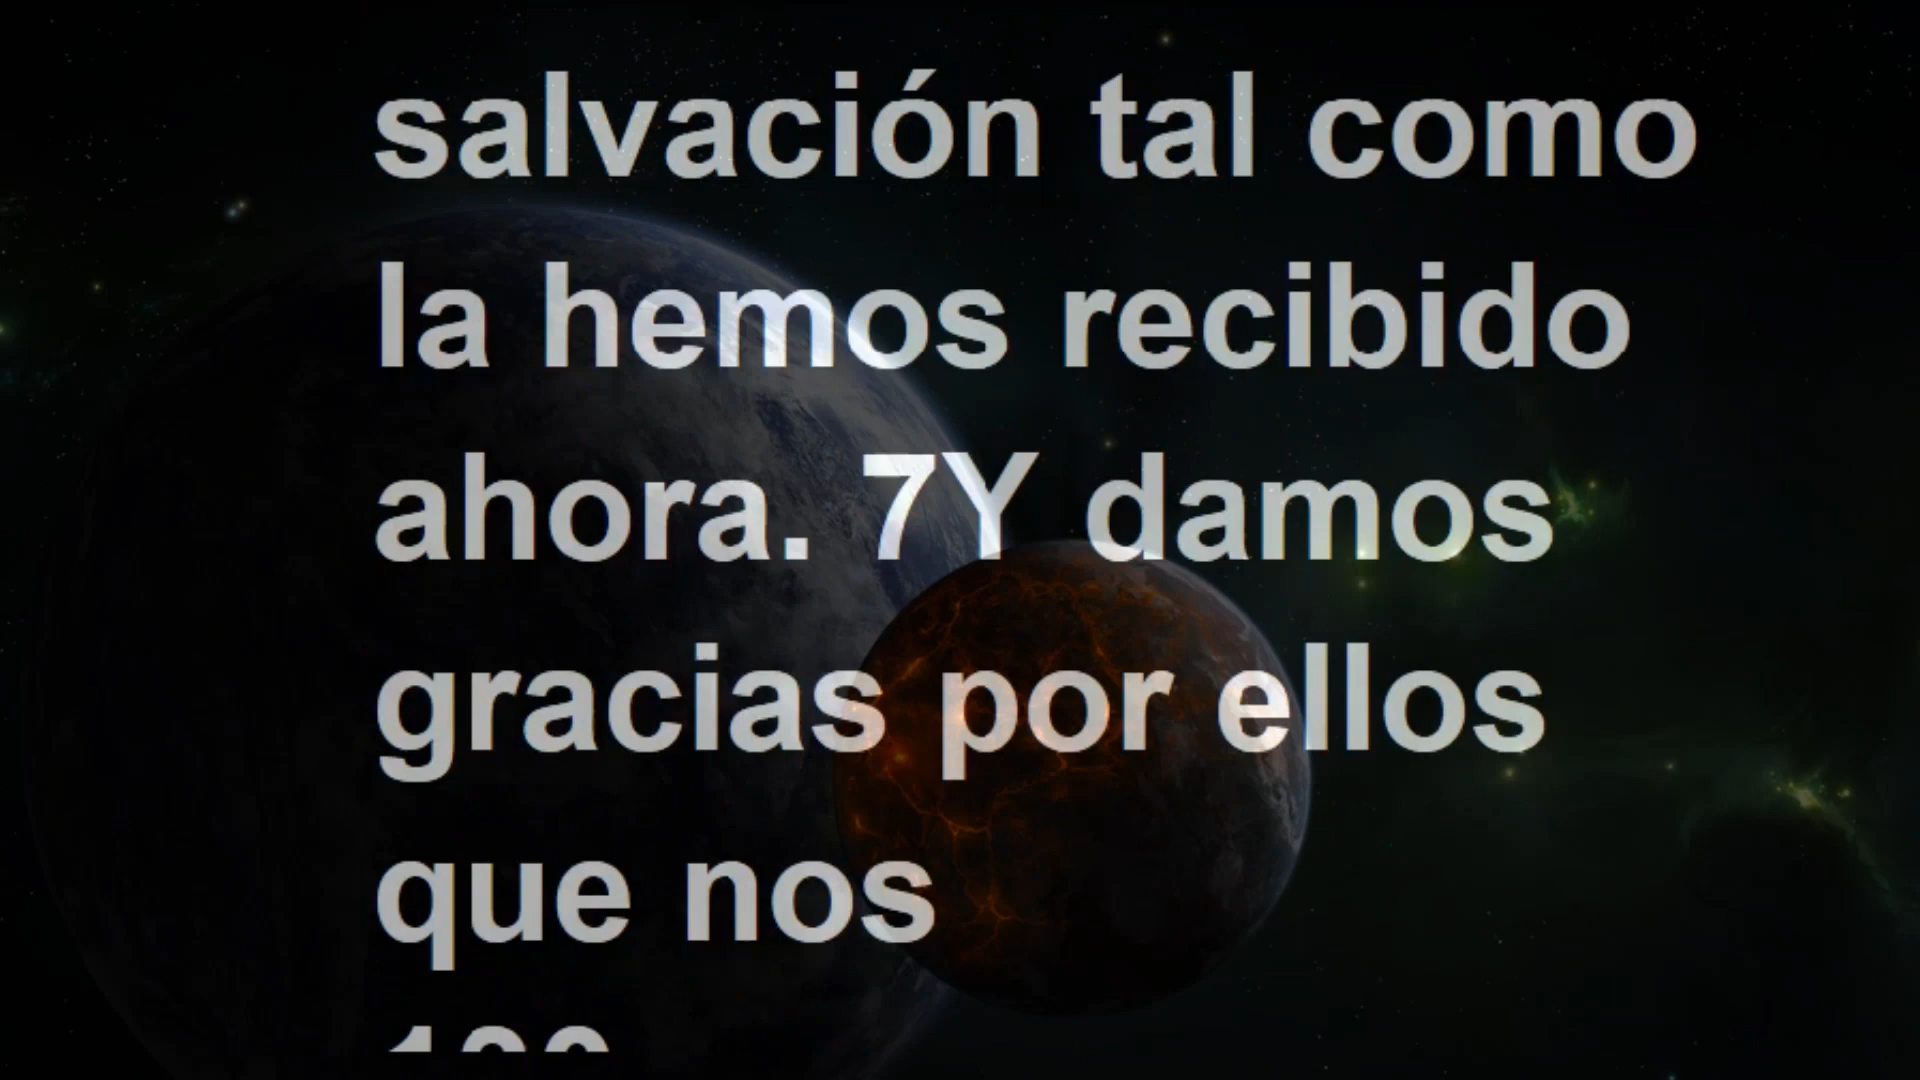 salvación tal como
la hemos recibido
ahora. 7Y damos
gracias por ellos
que nos